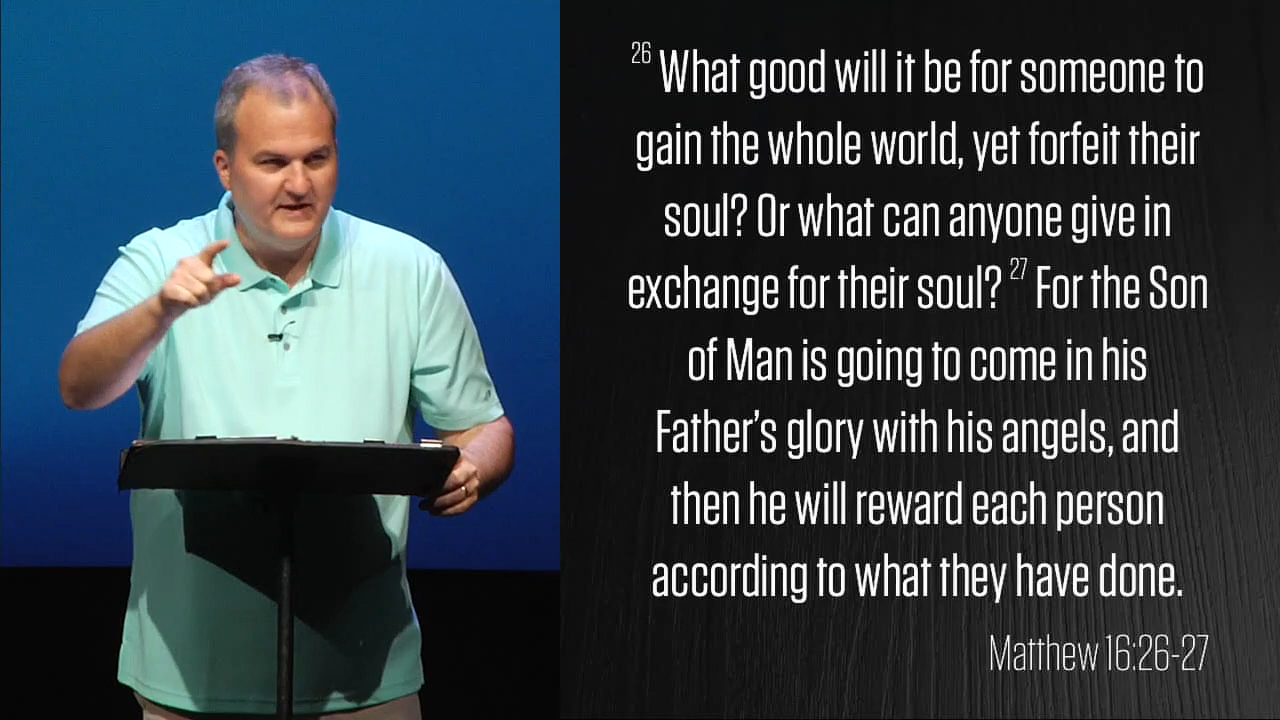 26 What good will it be for someone to
gain the whole world, yet forfeit their
soul? Or what can anyone give in
exchange for their soul? 27 For the Son
of Man is going to come in his
Father’s glory with his angels, and
then he will reward each person
according to what they have done.
Matthew 16:26-27